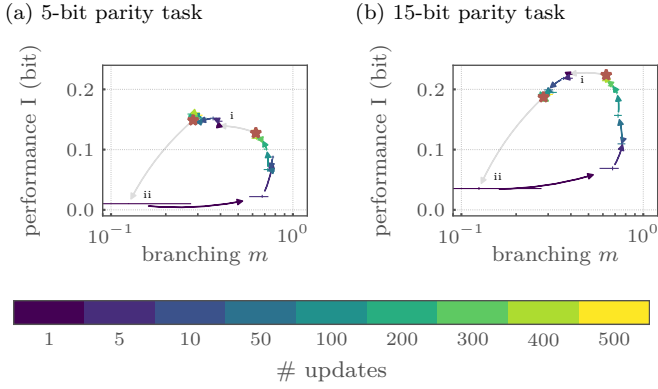 (a) 5-bit parity task
(b) 15-bit parity task
performance I (bit)
0.2
0.1
0.0
i
ii
10⁻¹
10⁰
branching m
performance I (bit)
0.2
0.1
0.0
i
ii
10⁻¹
10⁰
branching m
1 5 10 50 100 200 300 400 500
# updates